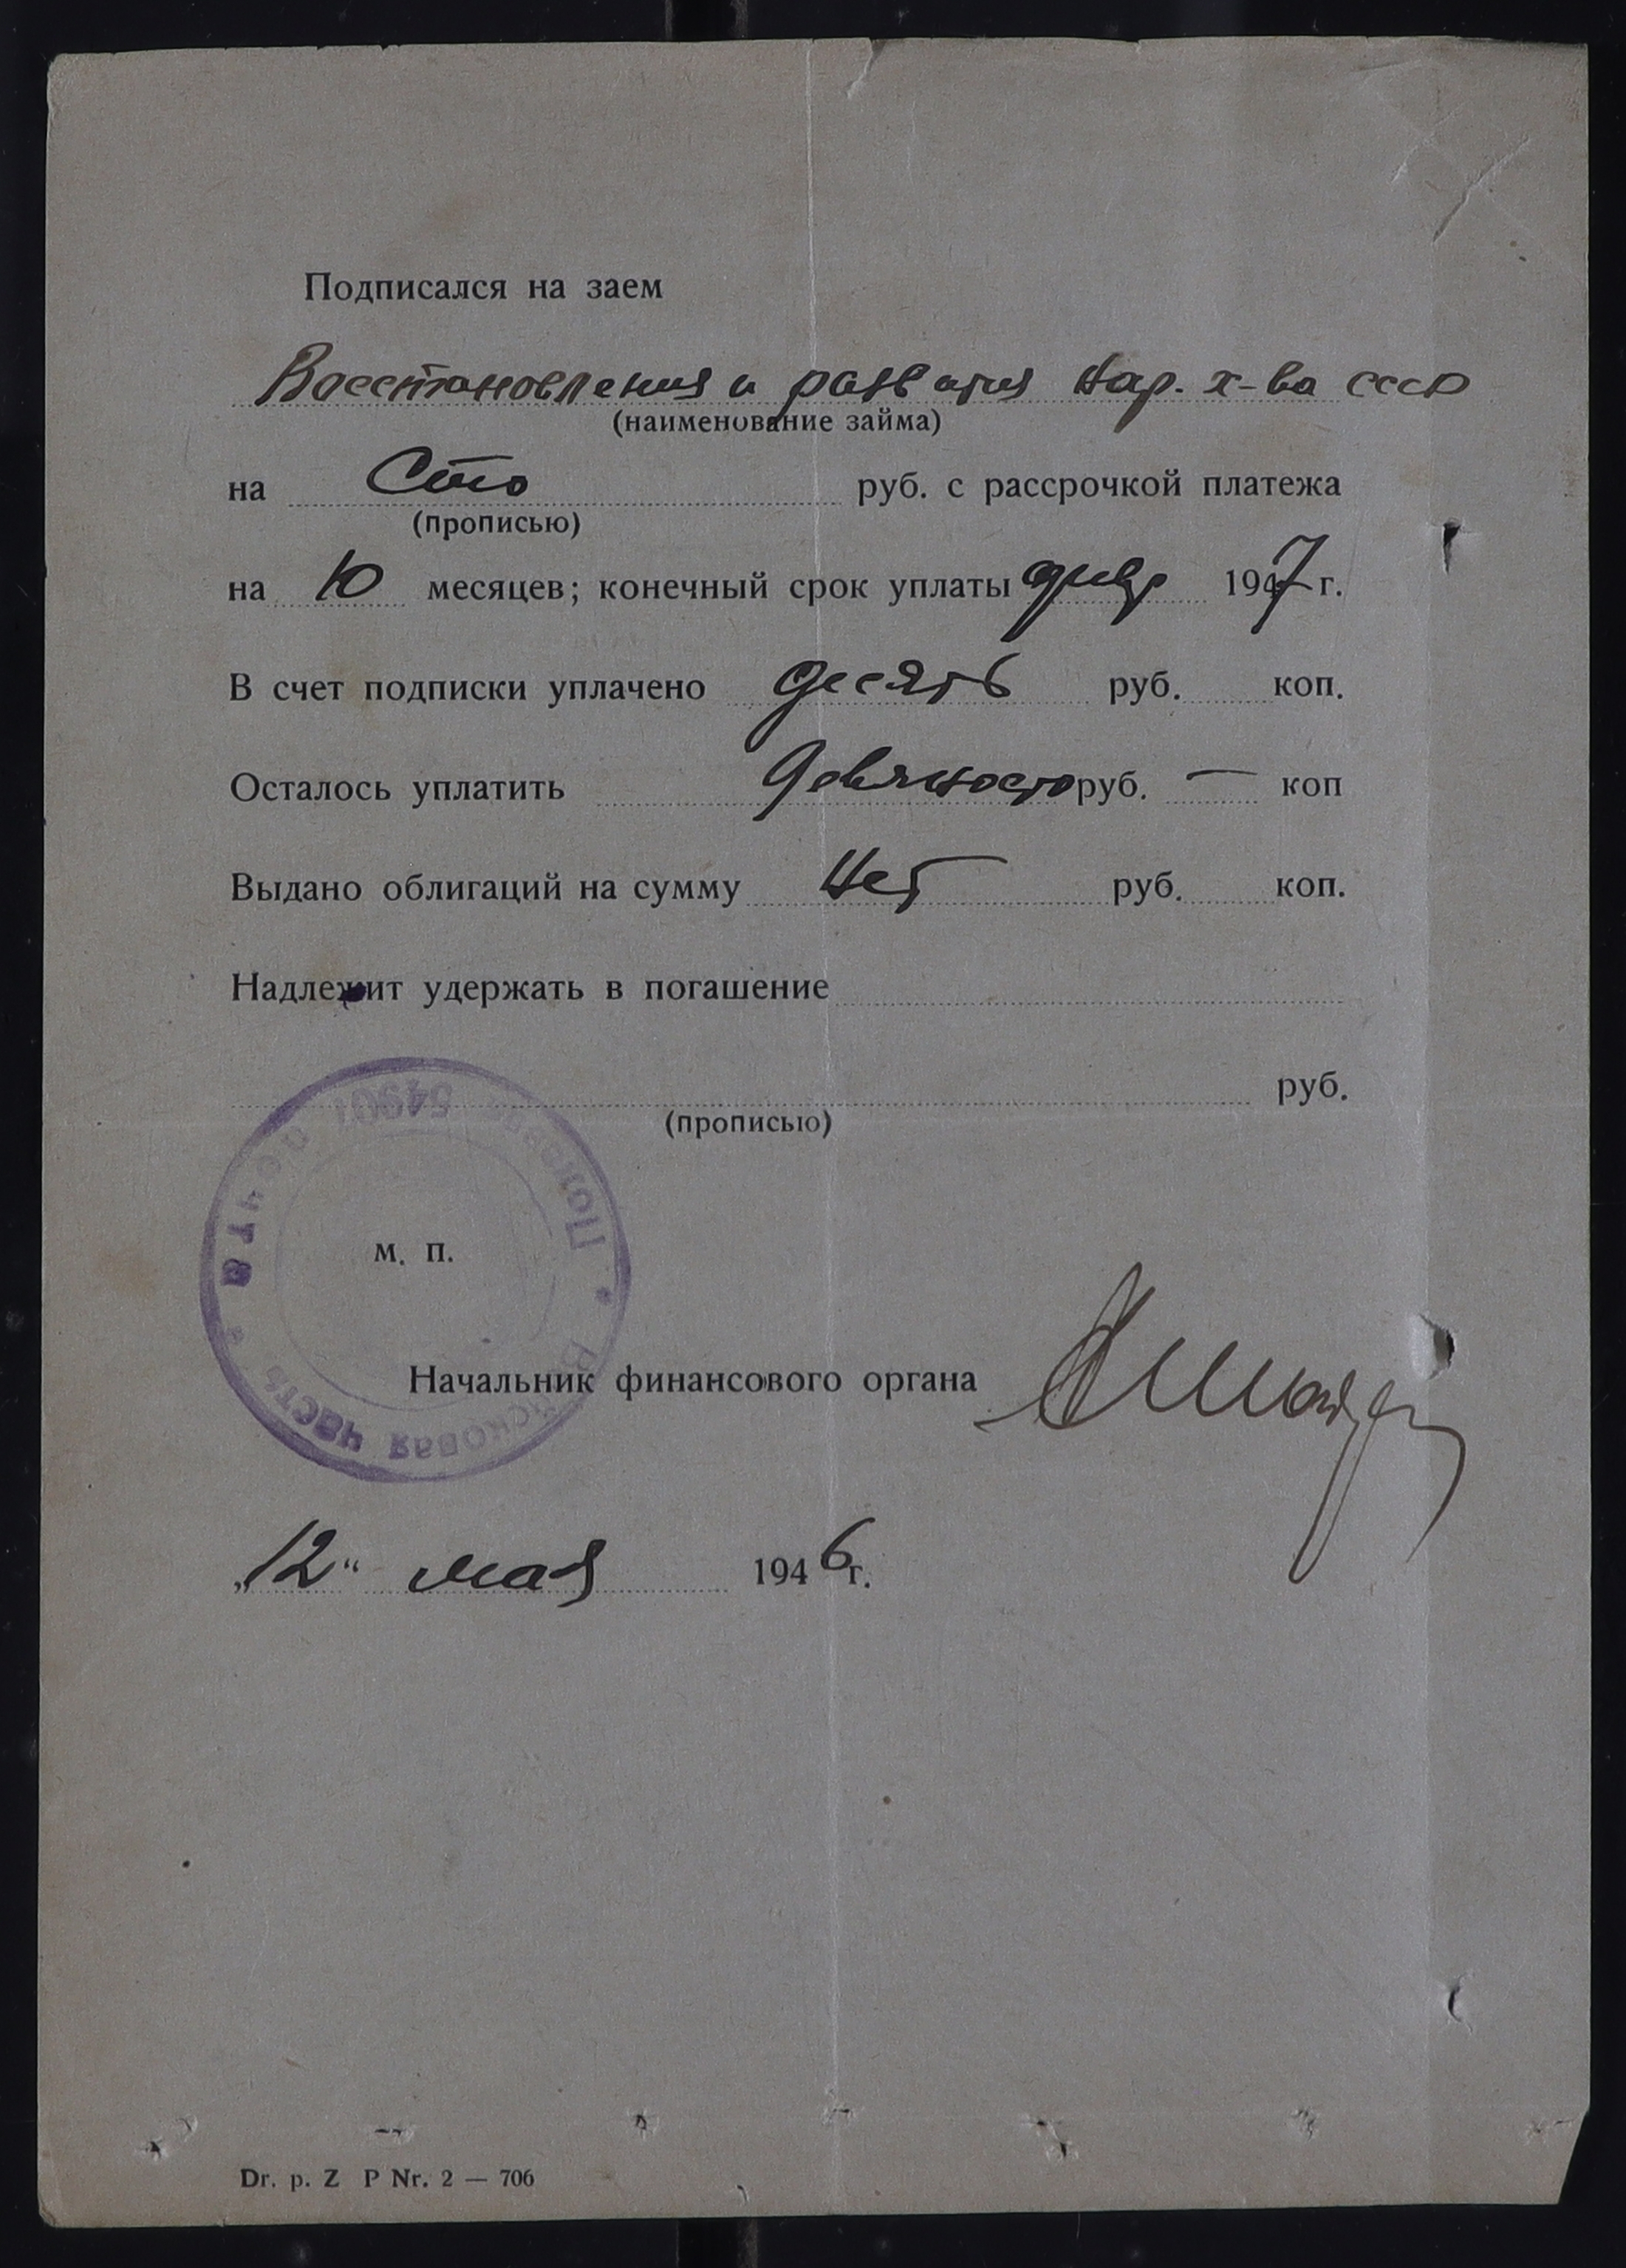 Подписался на заем
Восстановления и развития Нар. х-ва СССР
(наименование займа)
на Сто руб. с рассрочкой платежа
(прописью)
на 10 месяцев; конечный срок уплаты 1947 г.
В счет подписки уплачено десять руб. коп.
Осталось уплатить Девяносто руб. — коп
Выдано облигаций на сумму Нет руб. коп.
Надлежит удержать в погашение
руб.
(прописью)
Полевая почта 54901
* Войсковая часть *
м. п.
Начальник финансового органа
„12“ мая 1946 г.
Dr. p. Z P Nr. 2 — 706